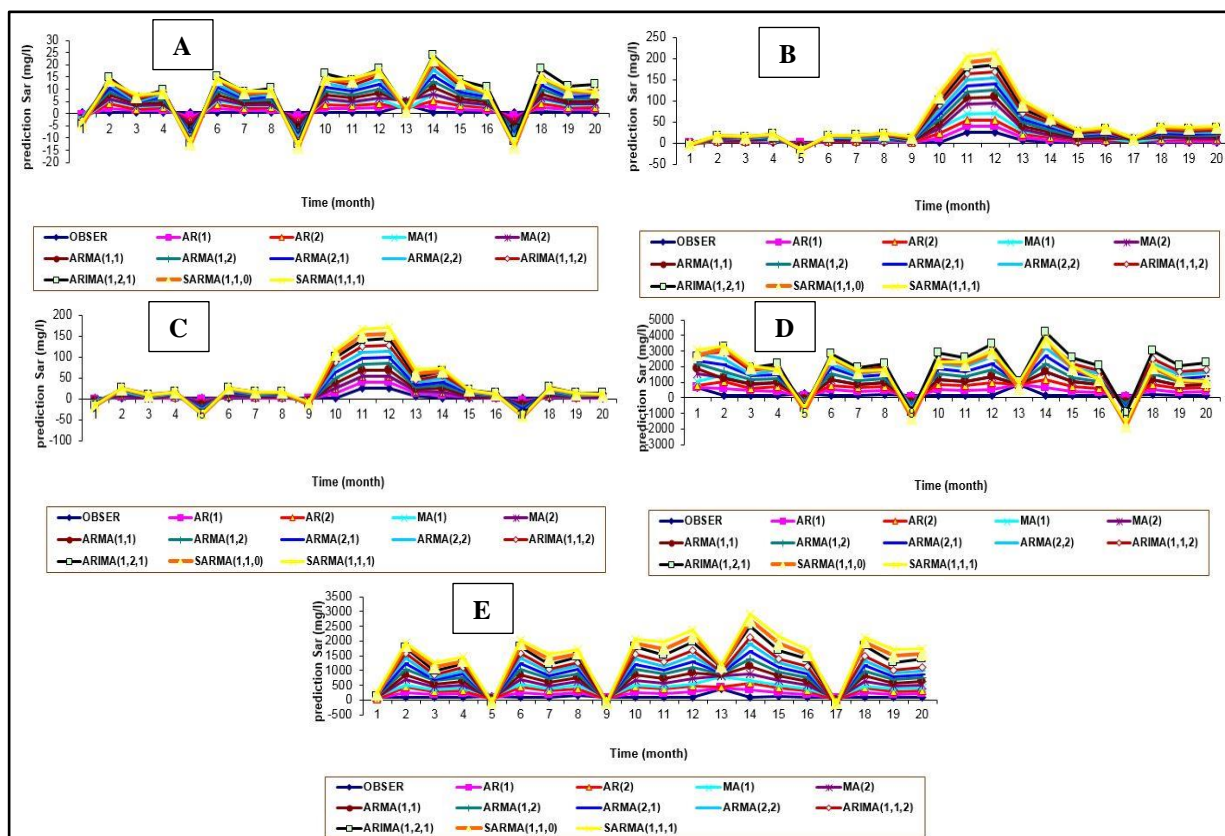 A
prediction Sar (mg/l)
30
25
20
15
10
5
0
-5
-10
-15
-20
1 2 3 4 5 6 7 8 9 10 11 12 13 14 15 16 17 18 19 20
Time (month)
OBSER AR(1) AR(2) MA(1) MA(2)
ARMA(1,1) ARMA(1,2) ARMA(2,1) ARMA(2,2) ARIMA(1,1,2)
ARIMA(1,2,1) SARMA(1,1,0) SARMA(1,1,1)
B
prediction Sar (mg/l)
250
200
150
100
50
0
-50
1 2 3 4 5 6 7 8 9 10 11 12 13 14 15 16 17 18 19 20
Time (month)
OBSER AR(1) AR(2) MA(1) MA(2)
ARMA(1,1) ARMA(1,2) ARMA(2,1) ARMA(2,2) ARIMA(1,1,2)
ARIMA(1,2,1) SARMA(1,1,0) SARMA(1,1,1)
C
prediction Sar (mg/l)
200
150
100
50
0
-50
-100
1 2 3 4 5 6 7 8 9 10 11 12 13 14 15 16 17 18 19 20
Time (month)
OBSER AR(1) AR(2) MA(1) MA(2)
ARMA(1,1) ARMA(1,2) ARMA(2,1) ARMA(2,2) ARIMA(1,1,2)
ARIMA(1,2,1) SARMA(1,1,0) SARMA(1,1,1)
D
prediction Sar (mg/l)
5000
4000
3000
2000
1000
0
-1000
-2000
-3000
1 2 3 4 5 6 7 8 9 10 11 12 13 14 15 16 17 18 19 20
Time (month)
OBSER AR(1) AR(2) MA(1) MA(2)
ARMA(1,1) ARMA(1,2) ARMA(2,1) ARMA(2,2) ARIMA(1,1,2)
ARIMA(1,2,1) SARMA(1,1,0) SARMA(1,1,1)
E
prediction Sar (mg/l)
3500
3000
2500
2000
1500
1000
500
0
-500
1 2 3 4 5 6 7 8 9 10 11 12 13 14 15 16 17 18 19 20
Time (month)
OBSER AR(1) AR(2) MA(1) MA(2)
ARMA(1,1) ARMA(1,2) ARMA(2,1) ARMA(2,2) ARIMA(1,1,2)
ARIMA(1,2,1) SARMA(1,1,0) SARMA(1,1,1)